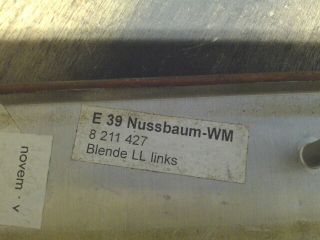 E 39 Nussbaum-WM
8 211 427
Blende LL links
novem - v